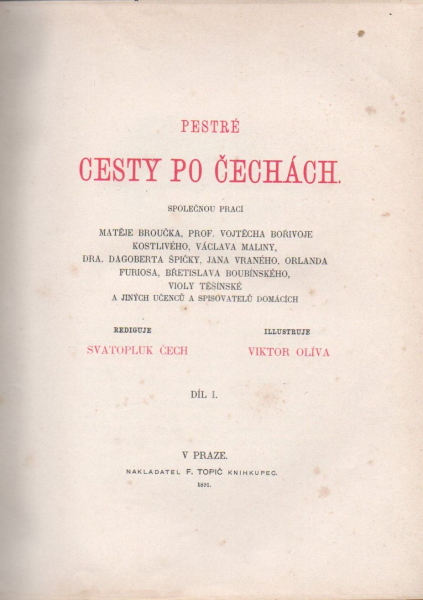 PESTRÉ
CESTY PO ČECHÁCH.
SPOLEČNOU PRACÍ
MATĚJE BROUČKA, PROF. VOJTĚCHA BOŘIVOJE
KOSTLIVÉHO, VÁCLAVA MALINY,
DRA. DAGOBERTA ŠPIČKY, JANA VRANÉHO, ORLANDA
FURIOSA, BŘETISLAVA BOUBÍNSKÉHO,
VIOLY TĚŠÍNSKÉ
A JINÝCH UČENCŮ A SPISOVATELŮ DOMÁCÍCH
REDIGUJE ILLUSTRUJE
SVATOPLUK ČECH VIKTOR OLÍVA
DÍL I.
V PRAZE.
NAKLADATEL F. TOPIČ KNIHKUPEC.
1891.